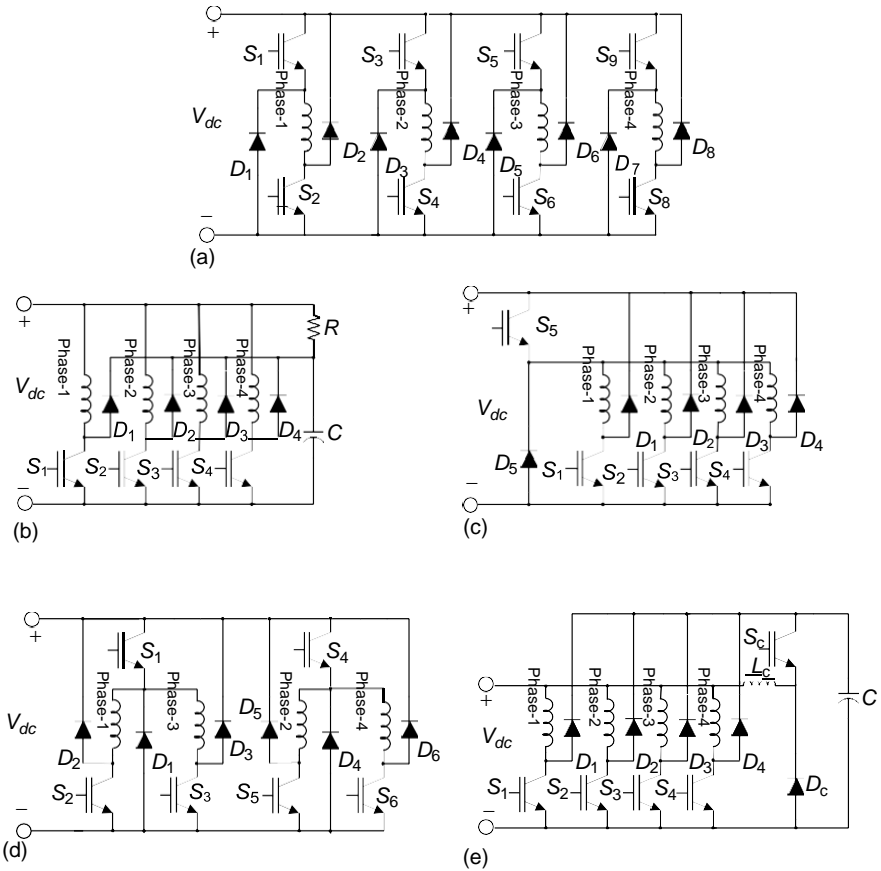 +
S1
S3
S5
S9
Phase-1
Phase-2
Phase-3
Phase-4
Vdc
D1
D2
D3
D4
D5
D6
D7
D8
S2
S4
S6
S8
−
(a)
+
R
Phase-1
Phase-2
Phase-3
Phase-4
Vdc
D1
D2
D3
D4
C
S1
S2
S3
S4
−
(b)
+
S5
Phase-1
Phase-2
Phase-3
Phase-4
Vdc
D1
D2
D3
D4
D5
S1
S2
S3
S4
−
(c)
+
S1
S4
Phase-1
Phase-3
Phase-2
Phase-4
Vdc
D2
D1
D3
D5
D4
D6
S2
S3
S5
S6
−
(d)
Sc
Lc
+
Phase-1
Phase-2
Phase-3
Phase-4
C
Vdc
D1
D2
D3
D4
Dc
S1
S2
S3
S4
−
(e)